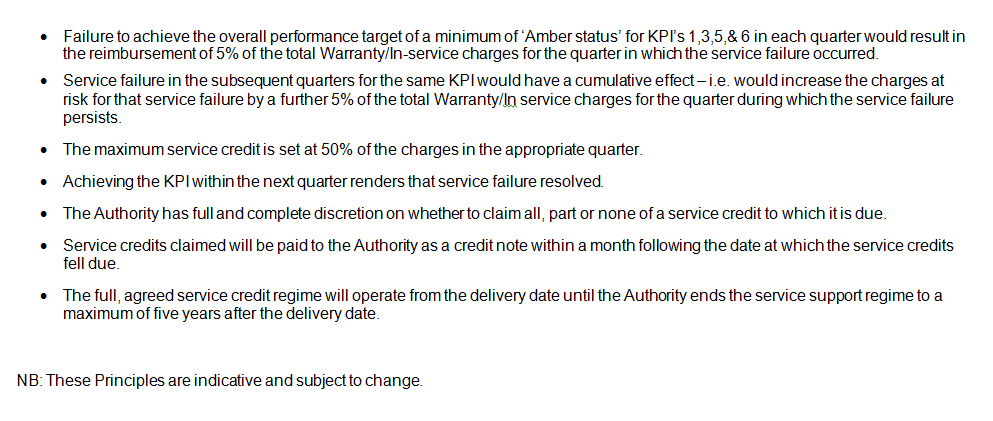 • Failure to achieve the overall performance target of a minimum of ‘Amber status’ for KPI’s 1,3,5,& 6 in each quarter would result in
the reimbursement of 5% of the total Warranty/In-service charges for the quarter in which the service failure occurred.
• Service failure in the subsequent quarters for the same KPI would have a cumulative effect – i.e. would increase the charges at
risk for that service failure by a further 5% of the total Warranty/In service charges for the quarter during which the service failure
persists.
• The maximum service credit is set at 50% of the charges in the appropriate quarter.
• Achieving the KPI within the next quarter renders that service failure resolved.
• The Authority has full and complete discretion on whether to claim all, part or none of a service credit to which it is due.
• Service credits claimed will be paid to the Authority as a credit note within a month following the date at which the service credits
fell due.
• The full, agreed service credit regime will operate from the delivery date until the Authority ends the service support regime to a
maximum of five years after the delivery date.
NB: These Principles are indicative and subject to change.